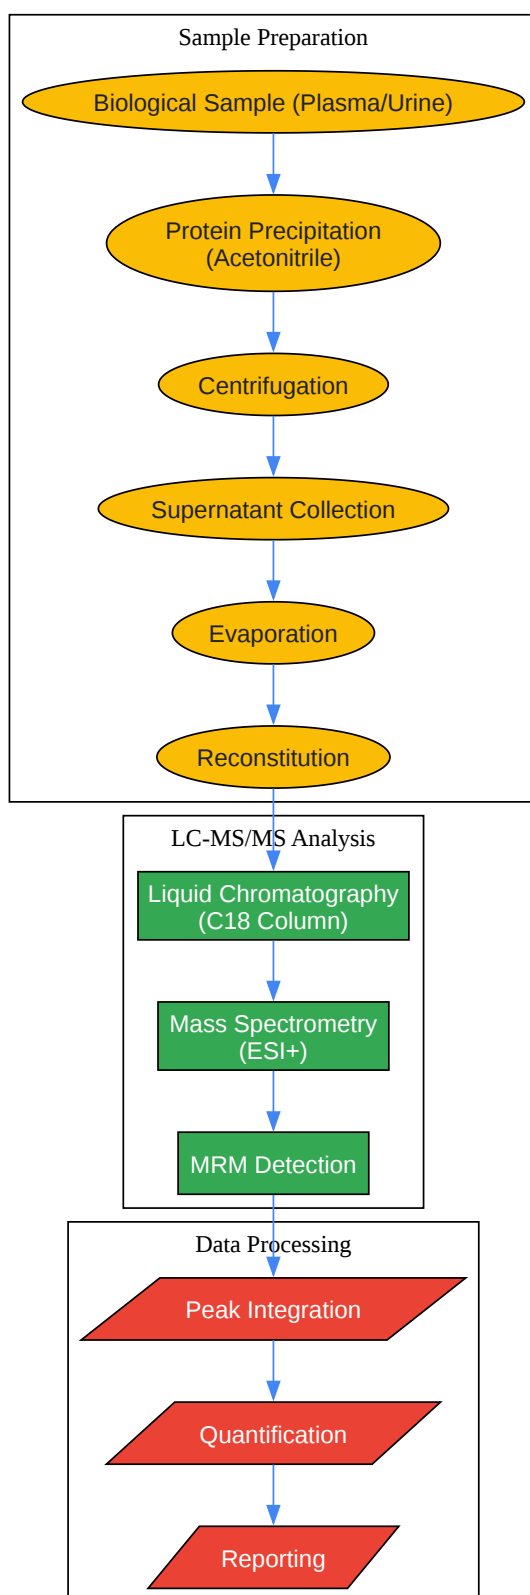 Sample Preparation
Biological Sample (Plasma/Urine)
Protein Precipitation
(Acetonitrile)
Centrifugation
Supernatant Collection
Evaporation
Reconstitution
LC-MS/MS Analysis
Liquid Chromatography
(C18 Column)
Mass Spectrometry
(ESI+)
MRM Detection
Data Processing
Peak Integration
Quantification
Reporting